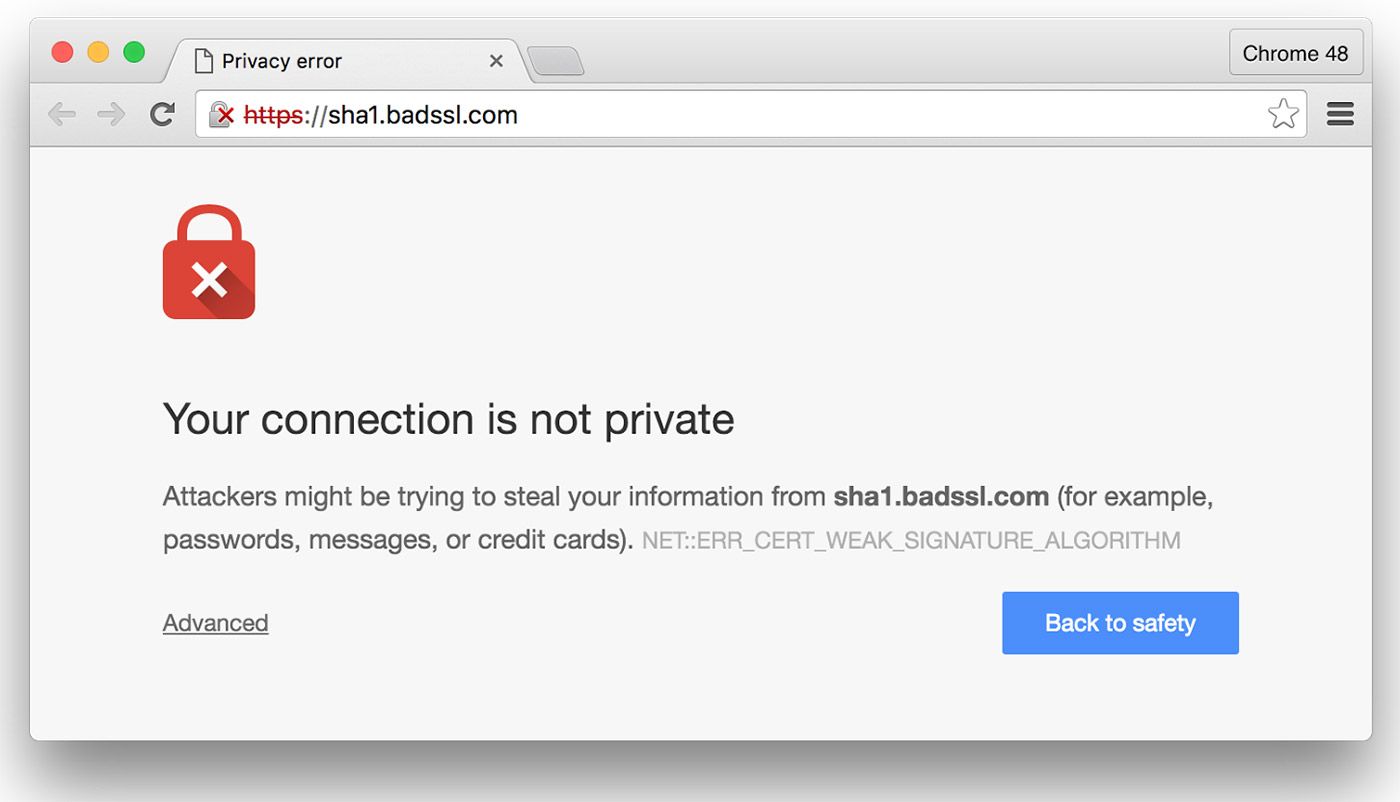 Privacy error
Chrome 48
https://sha1.badssl.com
Your connection is not private
Attackers might be trying to steal your information from sha1.badssl.com (for example,
passwords, messages, or credit cards). NET::ERR_CERT_WEAK_SIGNATURE_ALGORITHM
Advanced
Back to safety